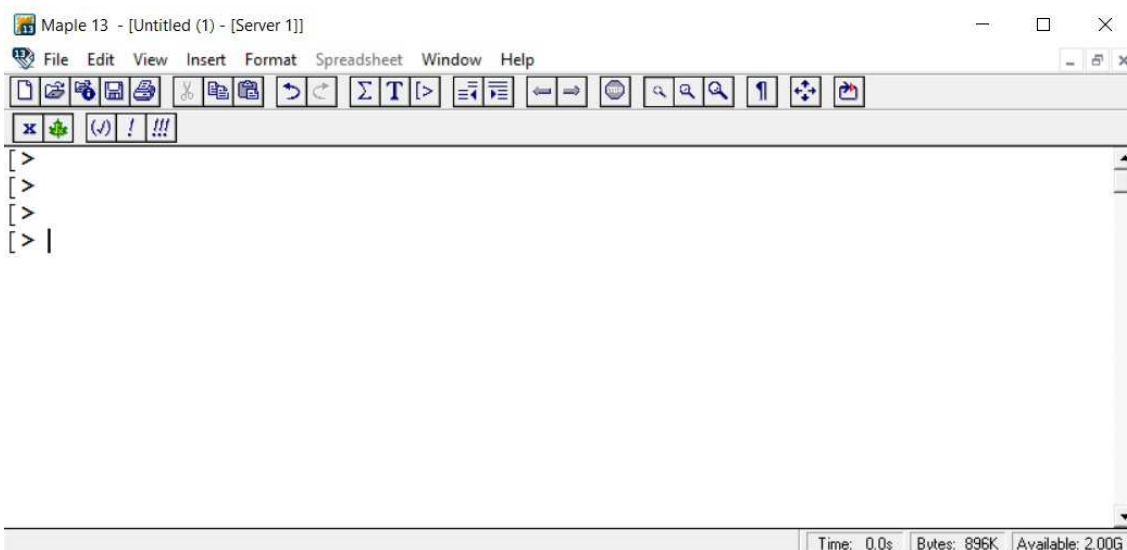 Maple 13 - [Untitled (1) - [Server 1]]
File Edit View Insert Format Spreadsheet Window Help
Σ T [>
x (√) ! !!!
[>
[>
[>
[>
Time: 0.0s Bytes: 896K Available: 2.00G